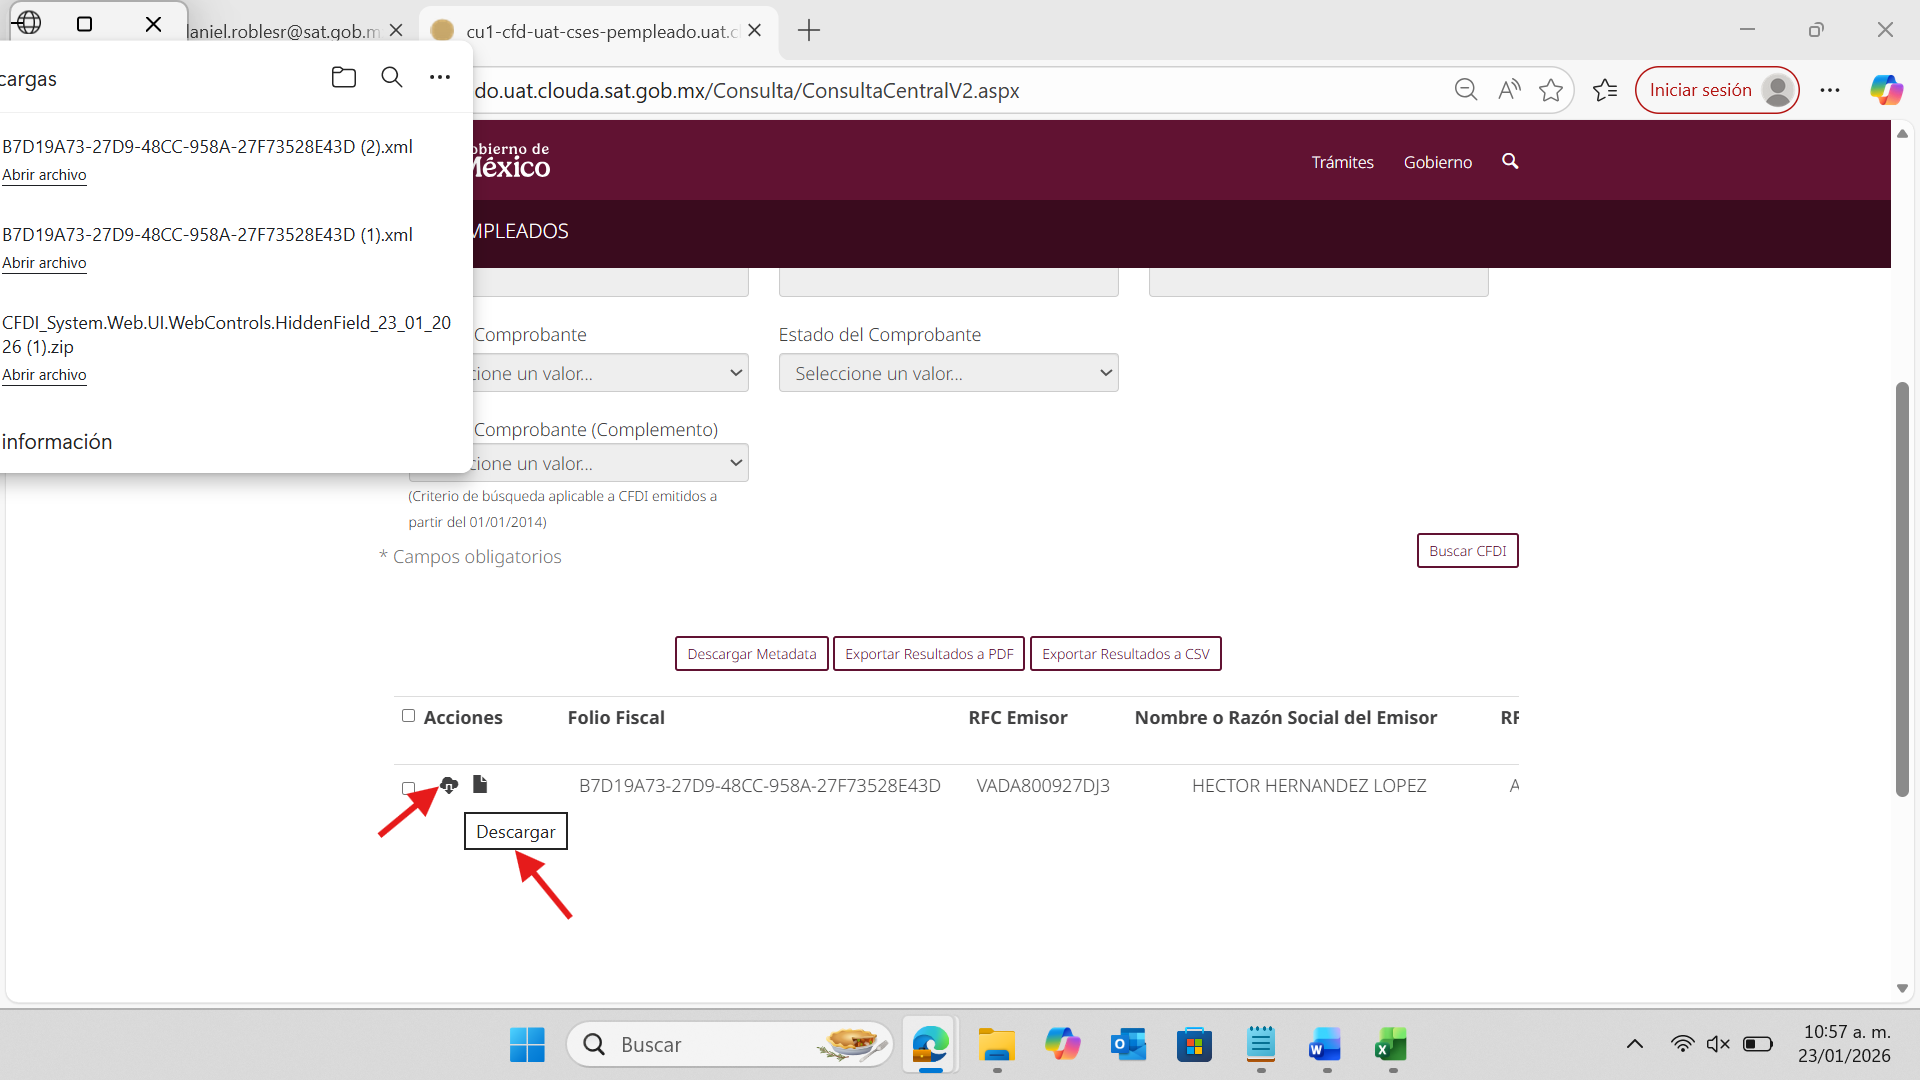 daniel.roblesr@sat.gob.m
cu1-cfd-uat-cses-pempleado.uat.cl
cargas
do.uat.clouda.sat.gob.mx/Consulta/ConsultaCentralV2.aspx
Iniciar sesión
B7D19A73-27D9-48CC-958A-27F73528E43D (2).xml
Abrir archivo
B7D19A73-27D9-48CC-958A-27F73528E43D (1).xml
Abrir archivo
CFDI_System.Web.UI.WebControls.HiddenField_23_01_20
26 (1).zip
Abrir archivo
información
obierno de
México
Trámites
Gobierno
MPLEADOS
Comprobante
Estado del Comprobante
cione un valor...
Seleccione un valor...
Comprobante (Complemento)
cione un valor...
(Criterio de búsqueda aplicable a CFDI emitidos a
partir del 01/01/2014)
* Campos obligatorios
Buscar CFDI
Descargar Metadata
Exportar Resultados a PDF
Exportar Resultados a CSV
Acciones
Folio Fiscal
RFC Emisor
Nombre o Razón Social del Emisor
RF
B7D19A73-27D9-48CC-958A-27F73528E43D
VADA800927DJ3
HECTOR HERNANDEZ LOPEZ
A
Descargar
Buscar
10:57 a. m.
23/01/2026